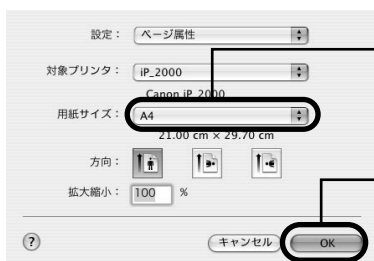 設定： ページ属性
対象プリンタ： iP_2000
Canon iP_2000
用紙サイズ： A4
21.00 cm × 29.70 cm
方向：
拡大縮小： 100 %
? キャンセル OK